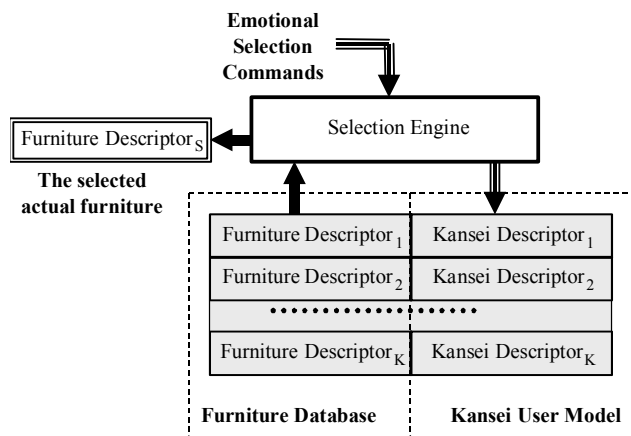 Emotional
Selection
Commands
Selection Engine
Furniture Descriptor_S
The selected
actual furniture
Furniture Descriptor_1 Kansei Descriptor_1
Furniture Descriptor_2 Kansei Descriptor_2
Furniture Descriptor_K Kansei Descriptor_K
Furniture Database Kansei User Model